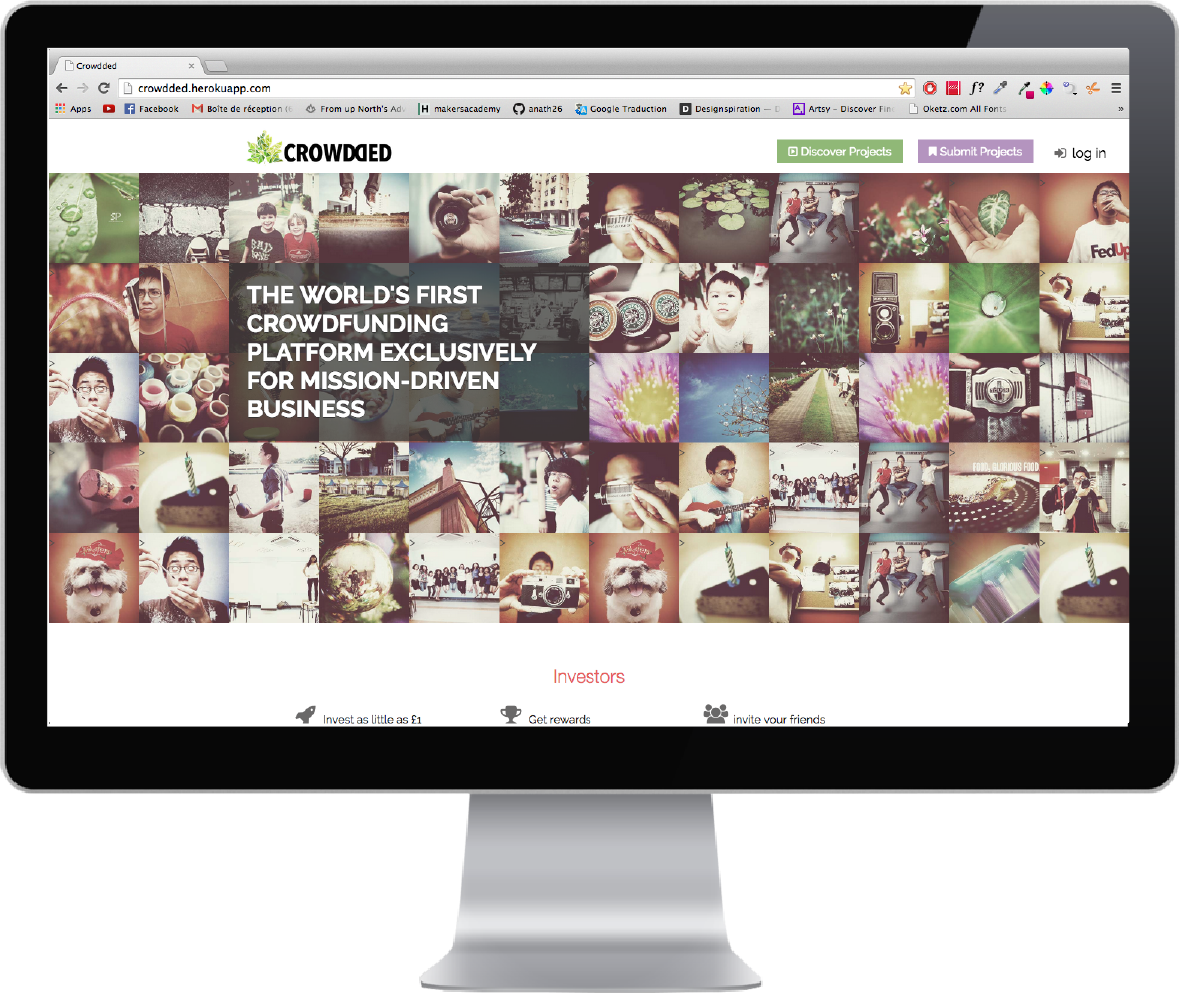 Crowdded
crowdded.herokuapp.com
f?
Apps
Facebook
Boîte de réception (6
From up North's Adv
H makersacademy
anath26
Google Traduction
D Designspiration —
A. Artsy - Discover Fin
Oketz.com All Fonts
»
CROWDDED
Discover Projects
Submit Projects
log in
SP
BAD
FedUp
THE WORLD'S FIRST
CROWDFUNDING
PLATFORM EXCLUSIVELY
FOR MISSION-DRIVEN
BUSINESS
FOOD, GLORIOUS FOOD
Investors
Invest as little as £1
Get rewards
invite your friends